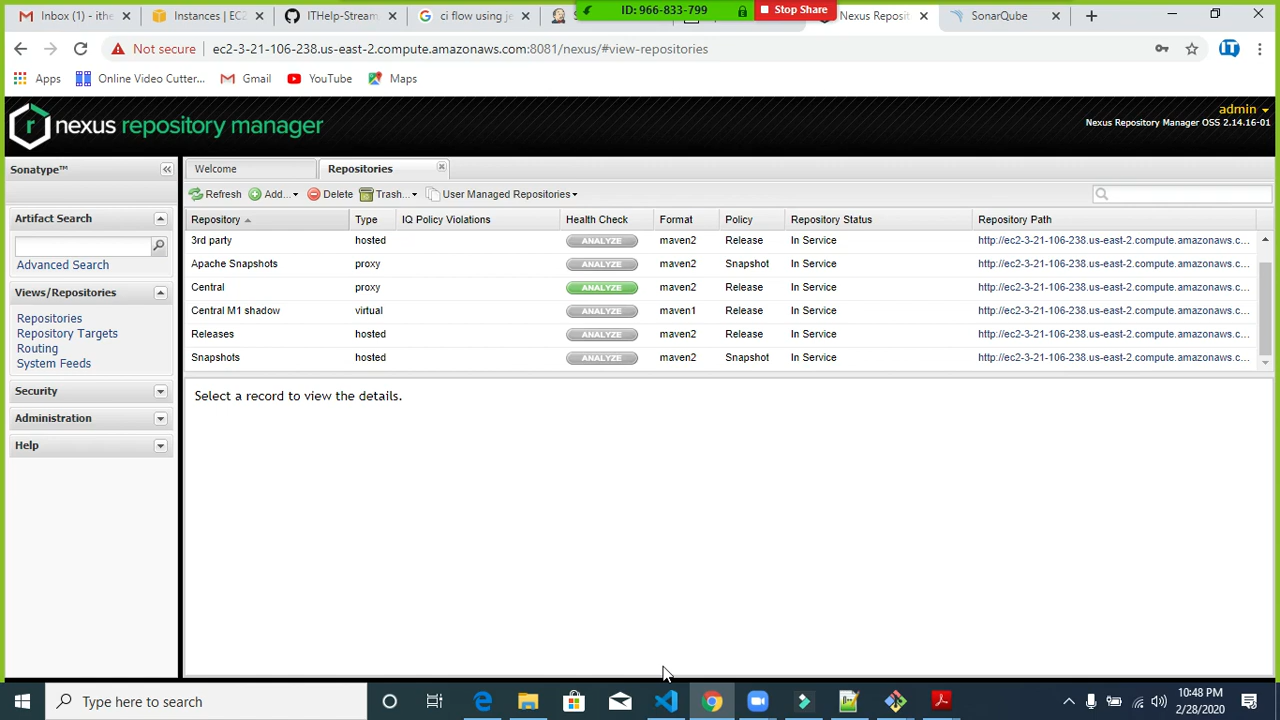 Inbox (1) - ithe
Instances | EC2
ITHelp-Stream
ci flow using je
S
ID: 966-833-799
Stop Share
Nexus Reposit
SonarQube
Not secure
ec2-3-21-106-238.us-east-2.compute.amazonaws.com:8081/nexus/#view-repositories
IT
Apps
Online Video Cutter...
Gmail
YouTube
Maps
nexus repository manager
admin
Nexus Repository Manager OSS 2.14.16-01
Sonatype™
Welcome
Repositories
Refresh
Add...
Delete
Trash...
User Managed Repositories
Artifact Search
Advanced Search
Views/Repositories
Repositories
Repository Targets
Routing
System Feeds
Security
Administration
Help
Repository Type IQ Policy Violations Health Check Format Policy Repository Status Repository Path
3rd party hosted ANALYZE maven2 Release In Service http://ec2-3-21-106-238.us-east-2.compute.amazonaws.c...
Apache Snapshots proxy ANALYZE maven2 Snapshot In Service http://ec2-3-21-106-238.us-east-2.compute.amazonaws.c...
Central proxy ANALYZE maven2 Release In Service http://ec2-3-21-106-238.us-east-2.compute.amazonaws.c...
Central M1 shadow virtual ANALYZE maven1 Release In Service http://ec2-3-21-106-238.us-east-2.compute.amazonaws.c...
Releases hosted ANALYZE maven2 Release In Service http://ec2-3-21-106-238.us-east-2.compute.amazonaws.c...
Snapshots hosted ANALYZE maven2 Snapshot In Service http://ec2-3-21-106-238.us-east-2.compute.amazonaws.c...
Select a record to view the details.
Type here to search
10:48 PM
2/28/2020